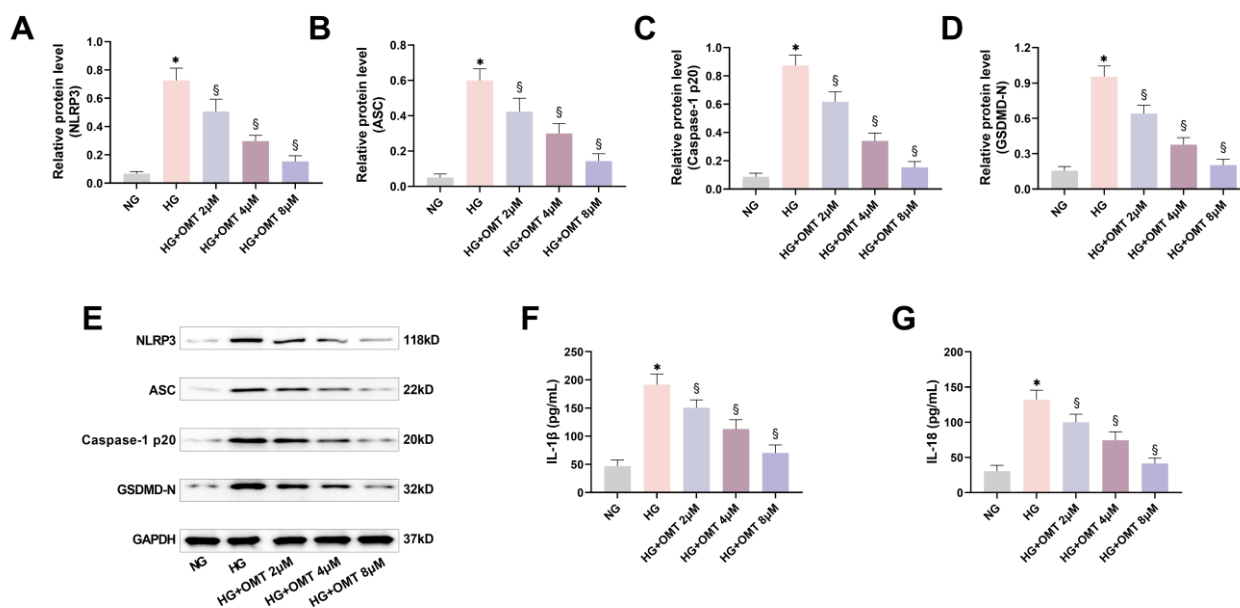 A
Relative protein level
(NLRP3)
1.0
0.8
0.6
0.4
0.2
0.0
*
§
§
§
NG
HG
HG+OMT 2μM
HG+OMT 4μM
HG+OMT 8μM
B
Relative protein level
(ASC)
0.8
0.6
0.4
0.2
0.0
*
§
§
§
NG
HG
HG+OMT 2μM
HG+OMT 4μM
HG+OMT 8μM
C
Relative protein level
(Caspase-1 p20)
1.0
0.8
0.6
0.4
0.2
0.0
*
§
§
§
NG
HG
HG+OMT 2μM
HG+OMT 4μM
HG+OMT 8μM
D
Relative protein level
(GSDMD-N)
1.2
0.9
0.6
0.3
0.0
*
§
§
§
NG
HG
HG+OMT 2μM
HG+OMT 4μM
HG+OMT 8μM
E
NLRP3 118kD
ASC 22kD
Caspase-1 p20 20kD
GSDMD-N 32kD
GAPDH 37kD
NG
HG
HG+OMT 2μM
HG+OMT 4μM
HG+OMT 8μM
F
IL-1β (pg/mL)
250
200
150
100
50
0
*
§
§
§
NG
HG
HG+OMT 2μM
HG+OMT 4μM
HG+OMT 8μM
G
IL-18 (pg/mL)
200
150
100
50
0
*
§
§
§
NG
HG
HG+OMT 2μM
HG+OMT 4μM
HG+OMT 8μM